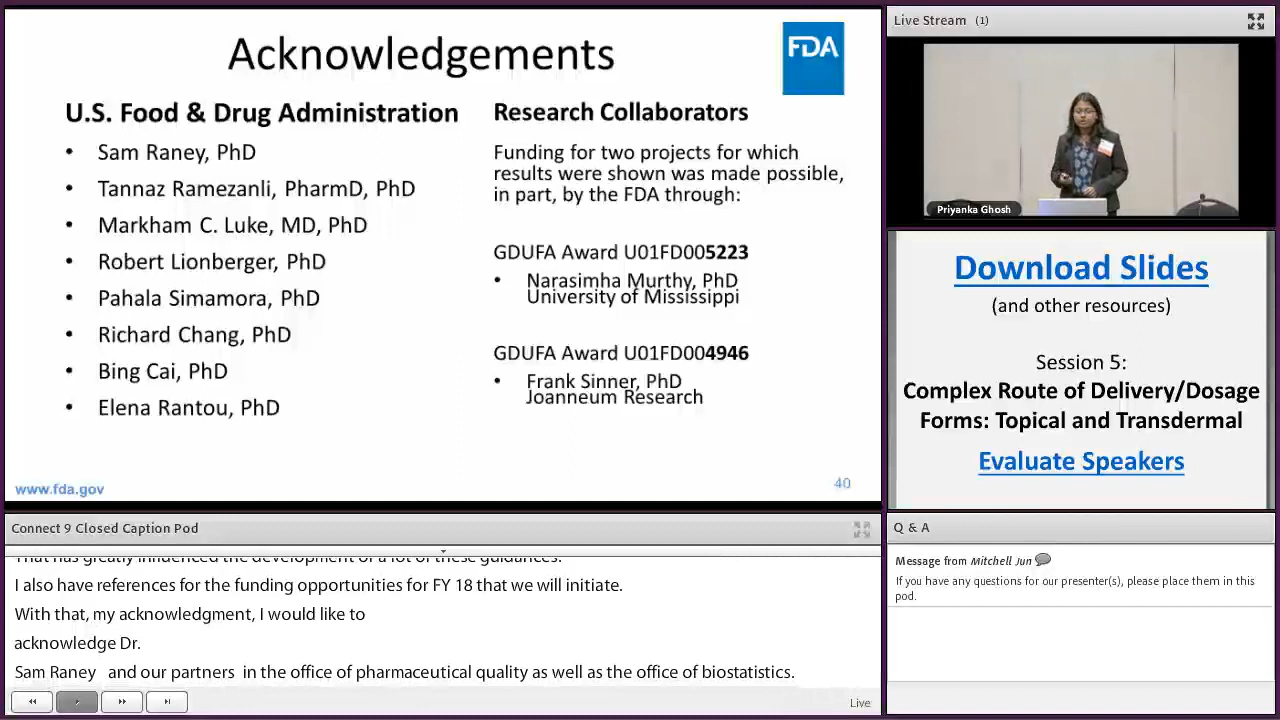 Acknowledgements
FDA
U.S. Food & Drug Administration
• Sam Raney, PhD
• Tannaz Ramezanli, PharmD, PhD
• Markham C. Luke, MD, PhD
• Robert Lionberger, PhD
• Pahala Simamora, PhD
• Richard Chang, PhD
• Bing Cai, PhD
• Elena Rantou, PhD
Research Collaborators
Funding for two projects for which
results were shown was made possible,
in part, by the FDA through:
GDUFA Award U01FD005223
• Narasimha Murthy, PhD
University of Mississippi
GDUFA Award U01FD004946
• Frank Sinner, PhD
Joanneum Research
www.fda.gov
40
Live Stream (1)
Priyanka Ghosh
Download Slides
(and other resources)
Session 5:
Complex Route of Delivery/Dosage
Forms: Topical and Transdermal
Evaluate Speakers
Connect 9 Closed Caption Pod
That has greatly influenced the development of a lot of these guidances.
I also have references for the funding opportunities for FY 18 that we will initiate.
With that, my acknowledgment, I would like to
acknowledge Dr.
Sam Raney and our partners in the office of pharmaceutical quality as well as the office of biostatistics.
Live
Q & A
Message from Mitchell Jun
If you have any questions for our presenter(s), please place them in this
pod.